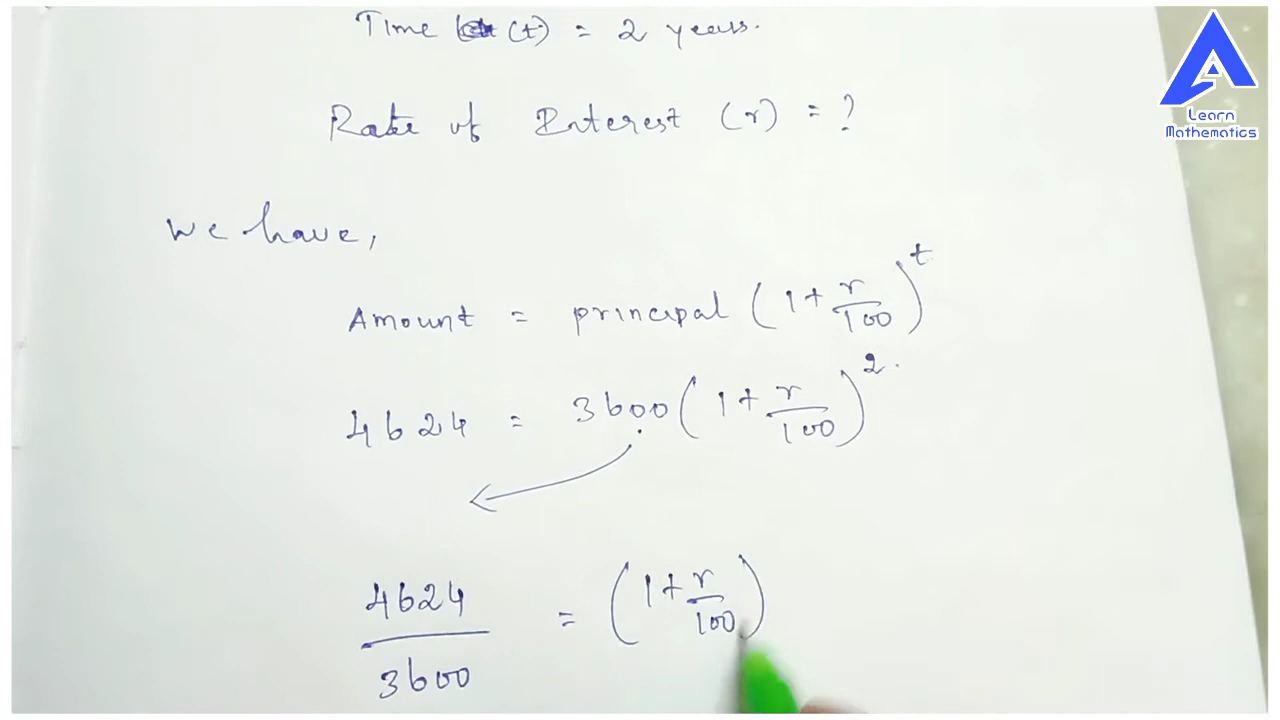 Time (t) = 2 years.
Rate of Interest (r) = ?
We have,
Amount = principal (1 + r/100)^t
4624 = 3600 (1 + r/100)^2.
4624/3600 = (1 + r/100)
A
Learn
Mathematics